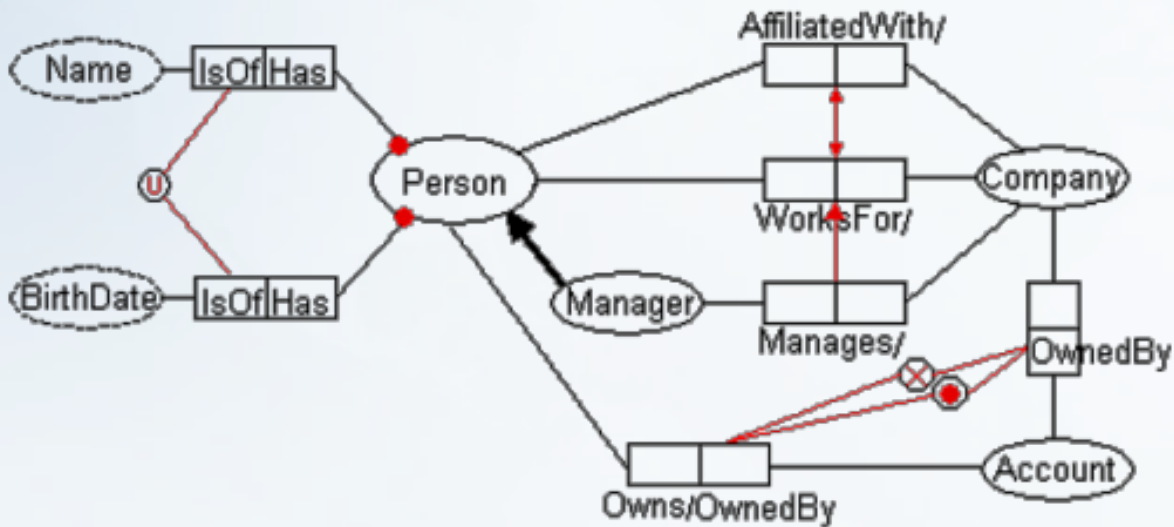 AffiliatedWith/
Name
IsOf Has
U
Person
Company
WorksFor/
BirthDate
IsOf Has
Manager
Manages/
OwnedBy
Account
Owns/OwnedBy